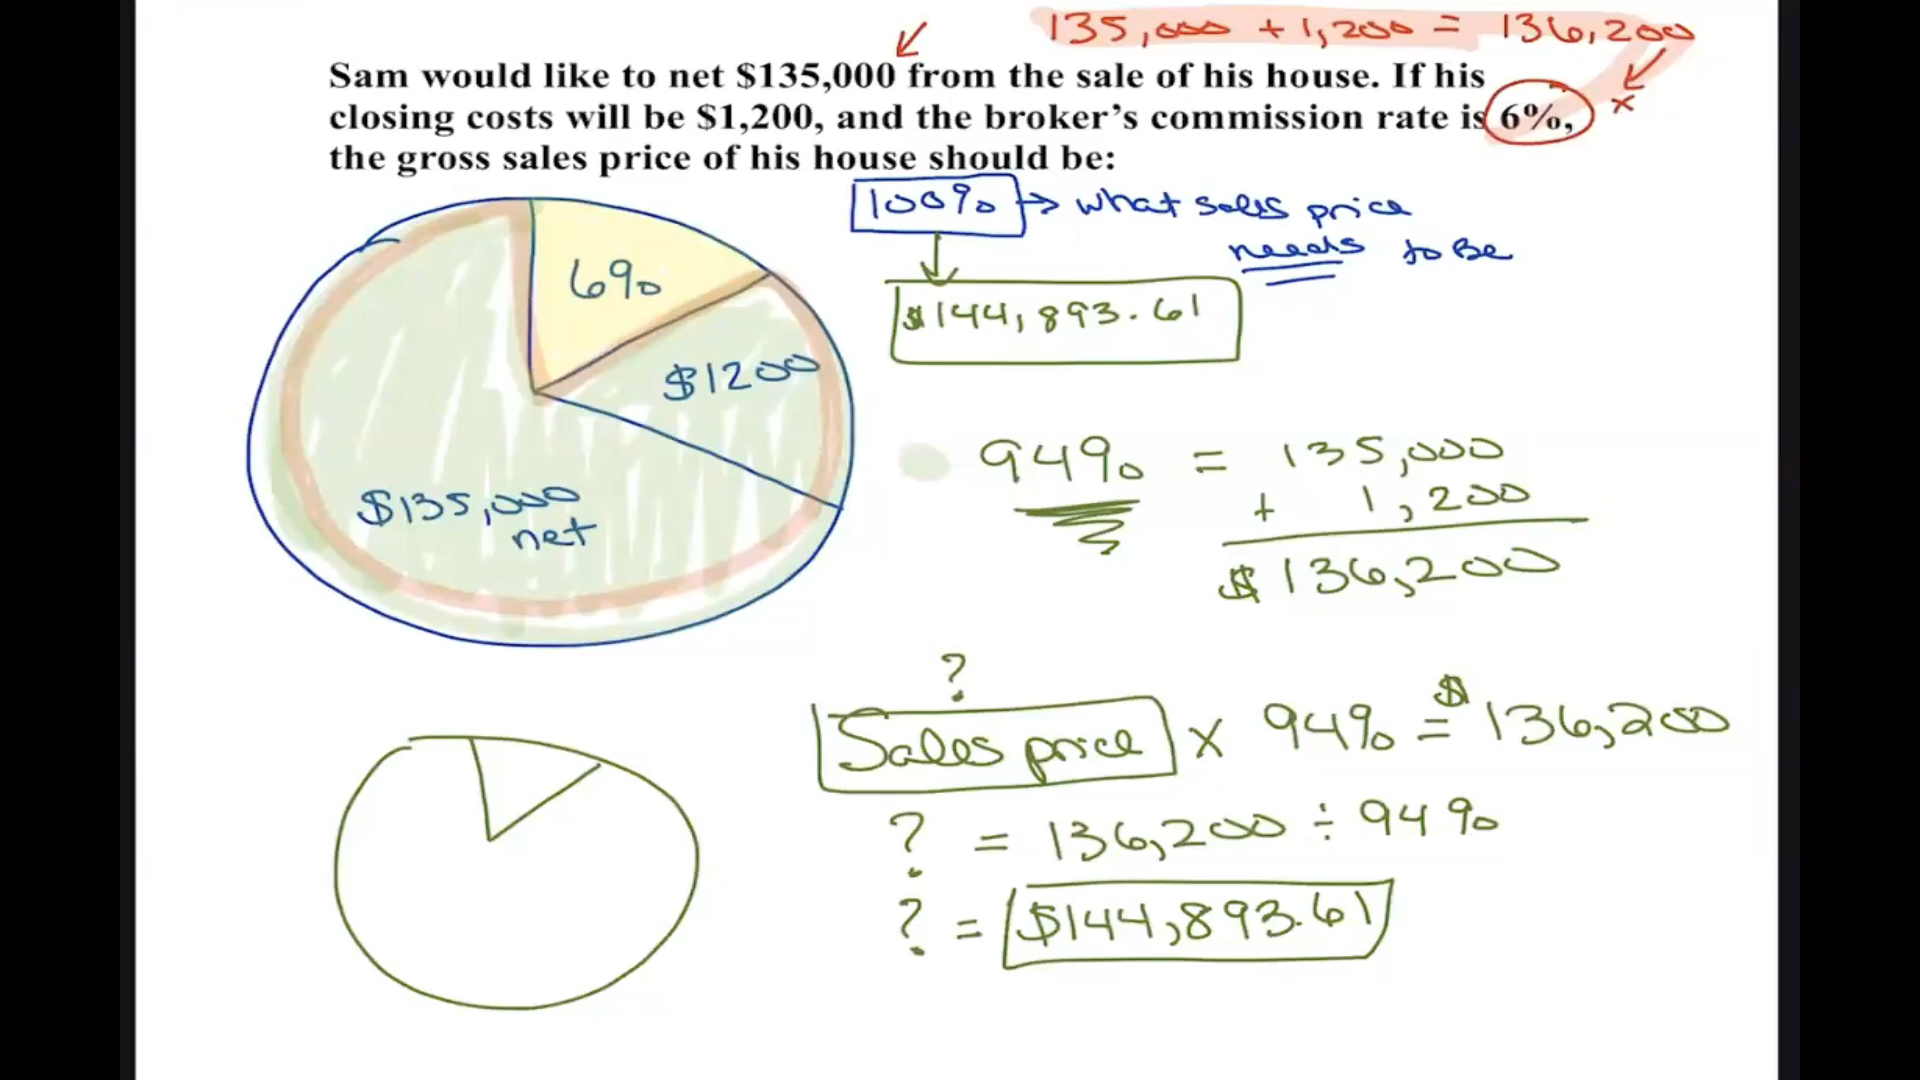 135,000 + 1,200 = 136,200
Sam would like to net $135,000 from the sale of his house. If his
closing costs will be $1,200, and the broker's commission rate is 6%,
x
the gross sales price of his house should be:
100% → what sales price
needs to Be
6%
$144,893.61
$1200
94% = 135,000
+ 1,200
$135,000
net
$136,200
?
Sales price x 94% = $136,200
? = 136,200 ÷ 94%
? = $144,893.61